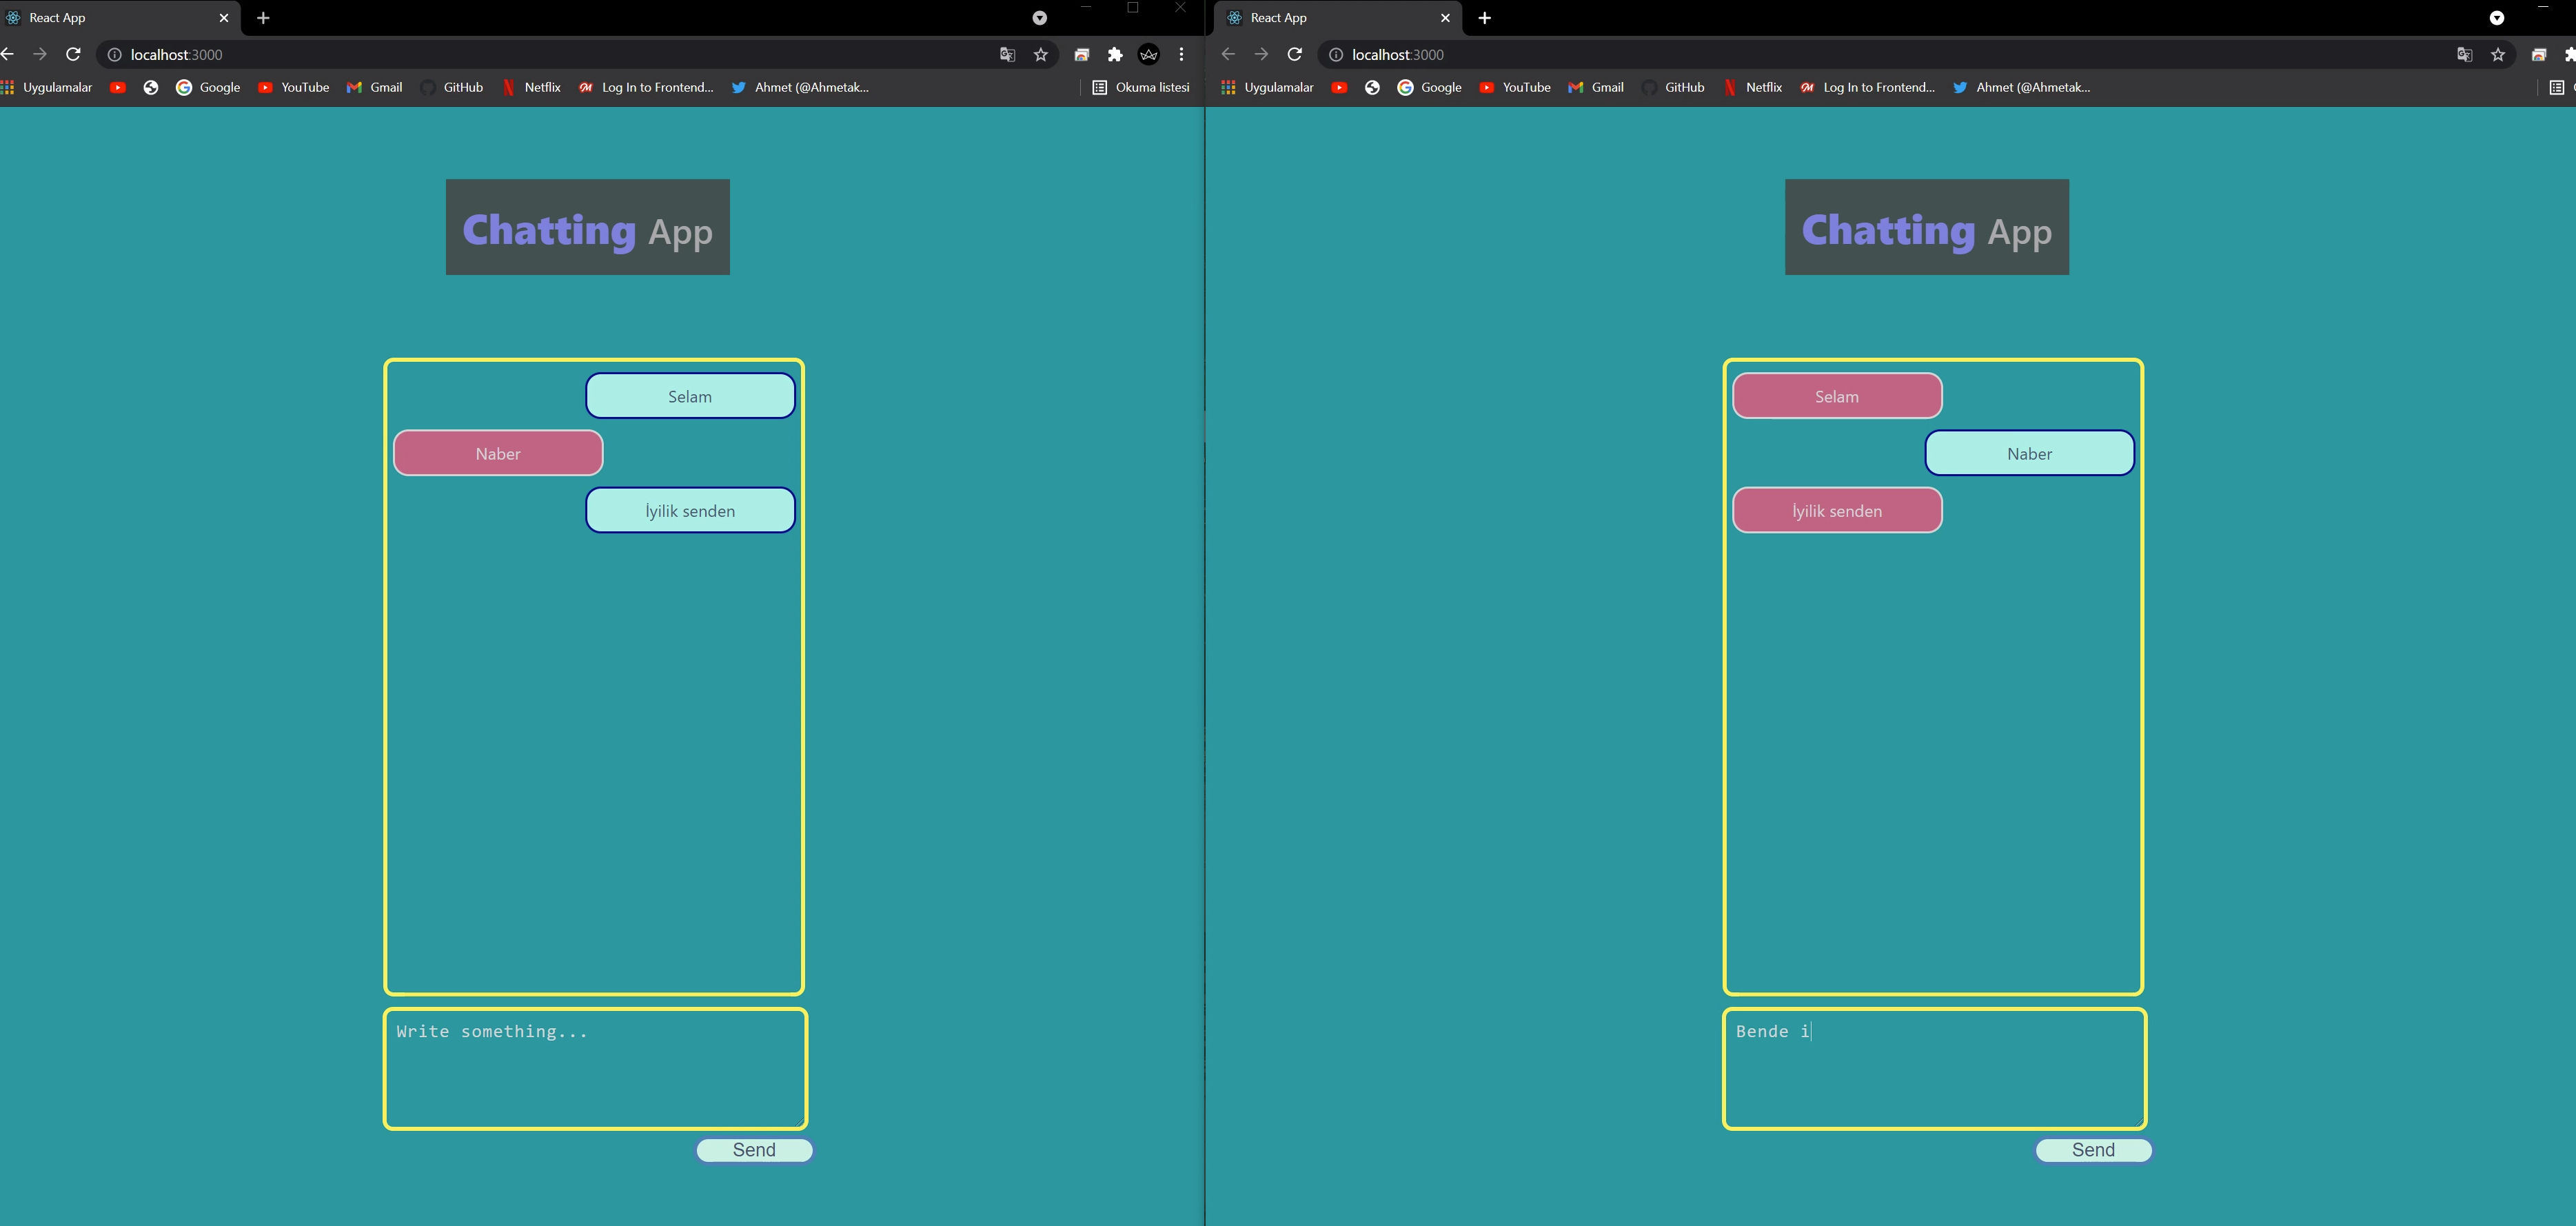 React App
localhost:3000
Uygulamalar Google YouTube Gmail GitHub Netflix Log In to Frontend... Ahmet (@Ahmetak... Okuma listesi
Chatting App
Selam
Naber
İyilik senden
Write something...
Send
React App
localhost:3000
Uygulamalar Google YouTube Gmail GitHub Netflix Log In to Frontend... Ahmet (@Ahmetak...
Chatting App
Selam
Naber
İyilik senden
Bende i
Send